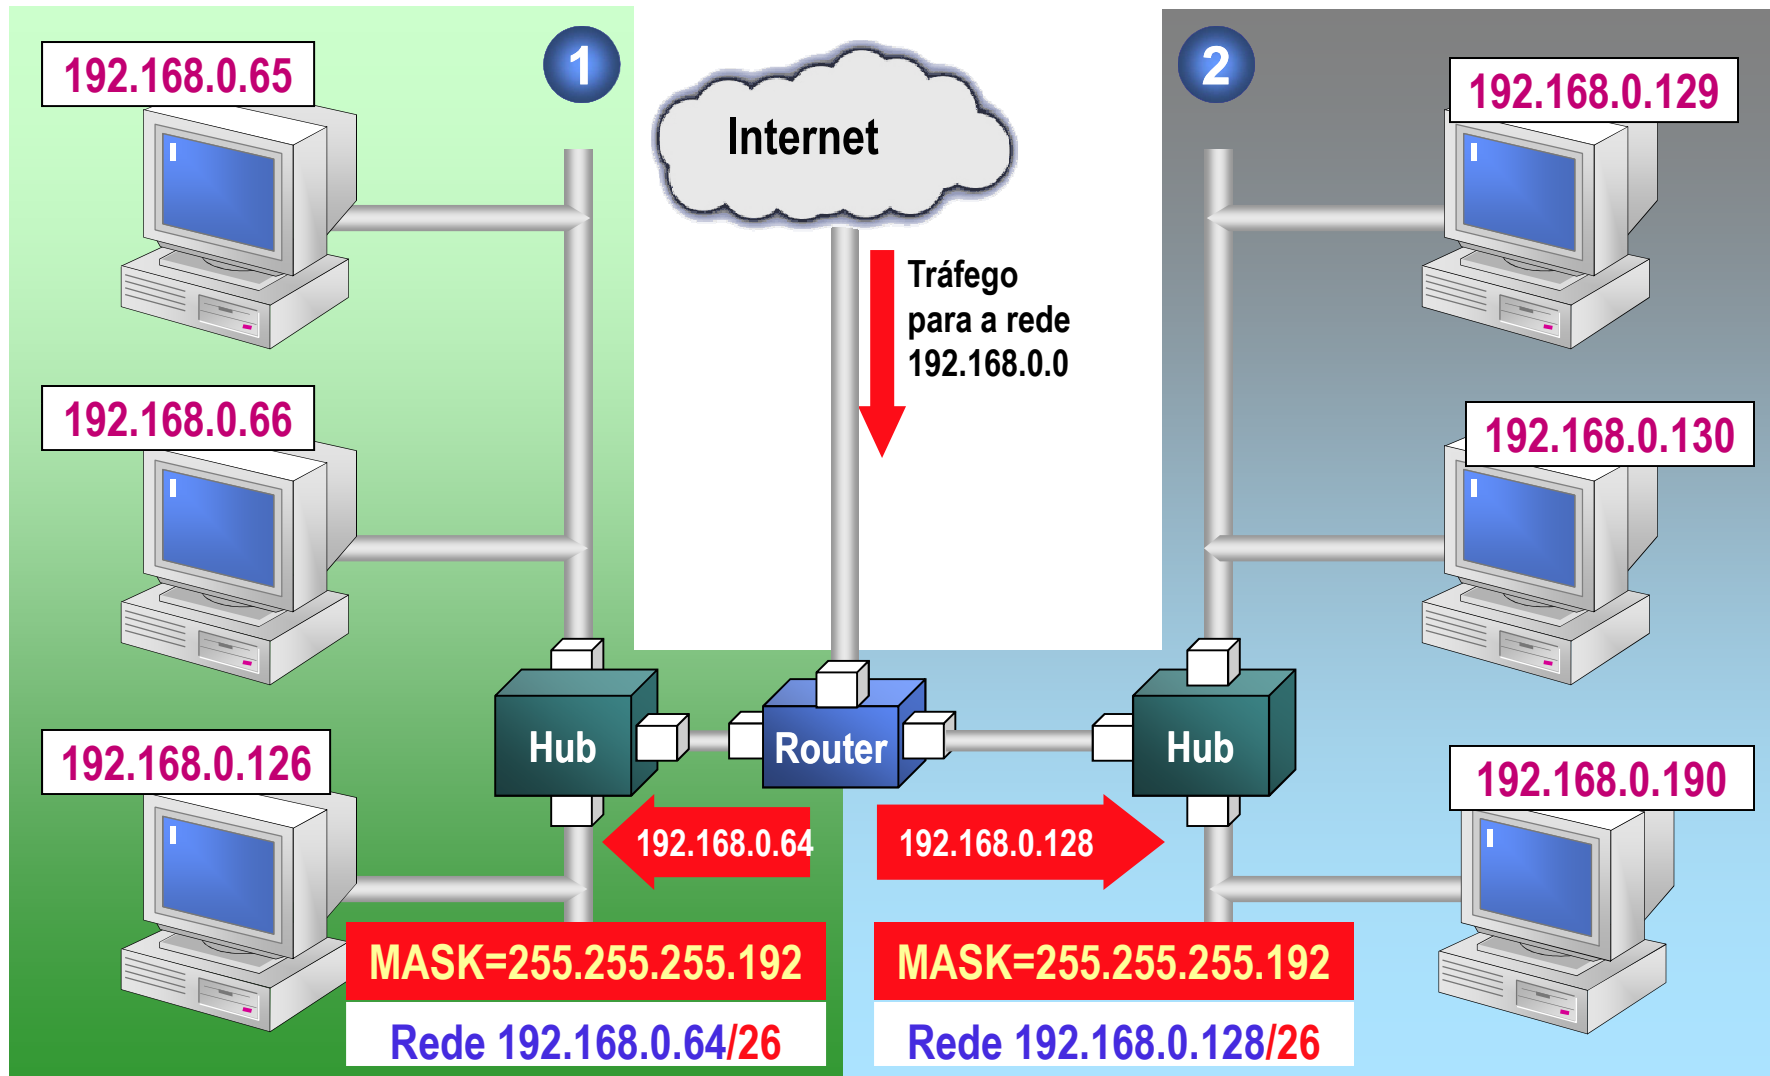 192.168.0.65
1
Internet
2
192.168.0.129
Tráfego
para a rede
192.168.0.0
192.168.0.66
192.168.0.130
192.168.0.126
Hub
Router
Hub
192.168.0.190
192.168.0.64
192.168.0.128
MASK=255.255.255.192
MASK=255.255.255.192
Rede 192.168.0.64/26
Rede 192.168.0.128/26